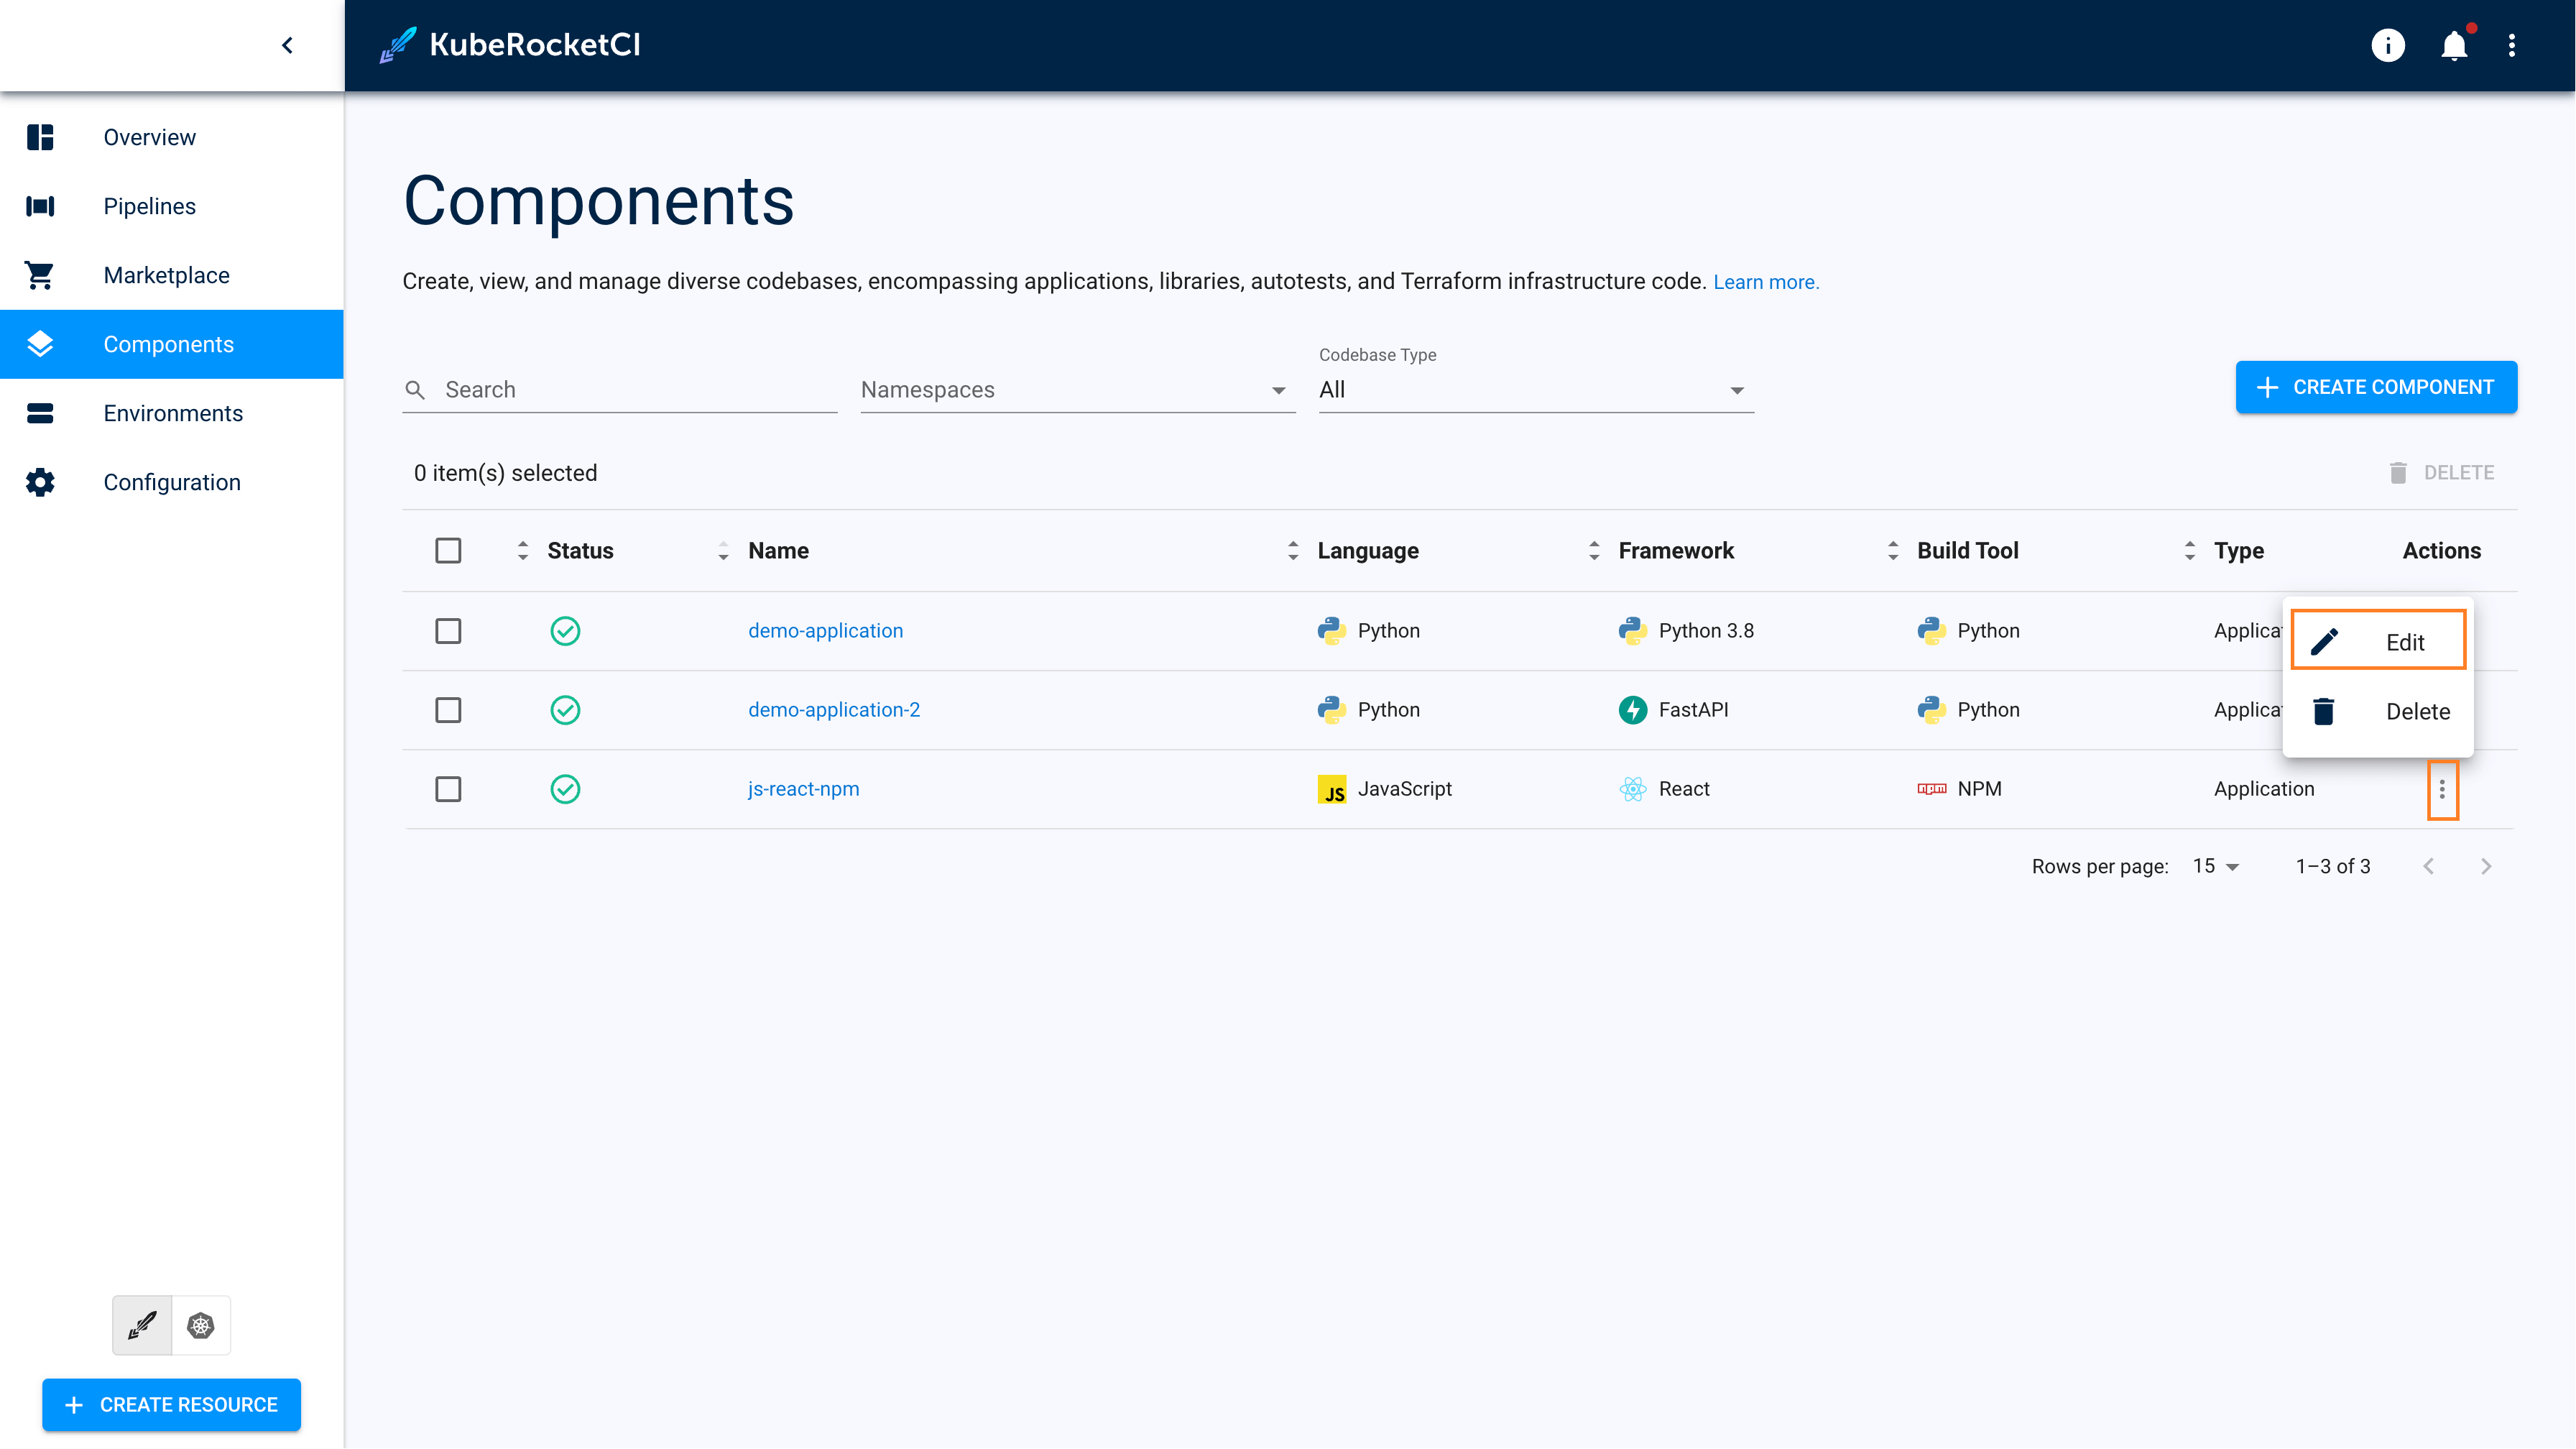 KubeRocketCI
Overview
Pipelines
Marketplace
Components
Environments
Configuration
CREATE RESOURCE
Components
Create, view, and manage diverse codebases, encompassing applications, libraries, autotests, and Terraform infrastructure code. Learn more.
Codebase Type
Search Namespaces All CREATE COMPONENT
0 item(s) selected DELETE
Status Name Language Framework Build Tool Type Actions
demo-application Python Python 3.8 Python Applica
Edit
demo-application-2 Python FastAPI Python Applica
Delete
js-react-npm JS JavaScript React npm NPM Application
Rows per page: 15 1–3 of 3